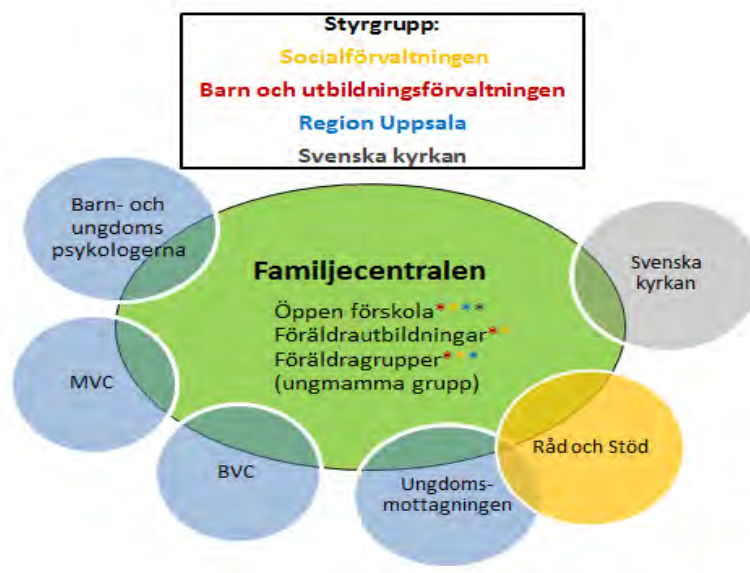 Styrgrupp:
Socialförvaltningen
Barn och utbildningsförvaltningen
Region Uppsala
Svenska kyrkan
Barn- och
ungdoms
psykologerna
Familjecentralen
Öppen förskola****
Föräldrautbildningar**
Föräldragrupper***
(ungmamma grupp)
Svenska
kyrkan
MVC
BVC
Ungdoms-
mottagningen
Råd och Stöd